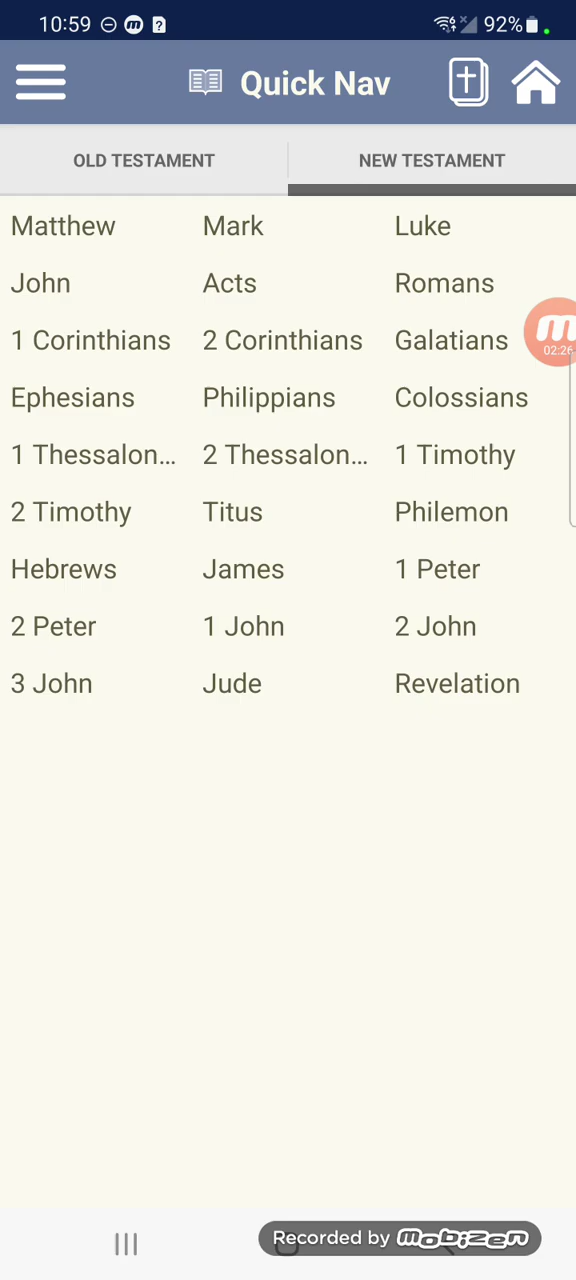 10:59 92%
Quick Nav
OLD TESTAMENT NEW TESTAMENT
Matthew Mark Luke
John Acts Romans
1 Corinthians 2 Corinthians Galatians
02:26
Ephesians Philippians Colossians
1 Thessalon... 2 Thessalon... 1 Timothy
2 Timothy Titus Philemon
Hebrews James 1 Peter
2 Peter 1 John 2 John
3 John Jude Revelation
Recorded by mobizen